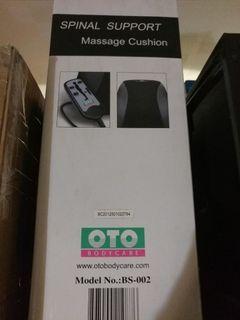 SPINAL SUPPORT
Massage Cushion
OTO
BODYCARE
www.otobodycare.com
Model No.:BS-002